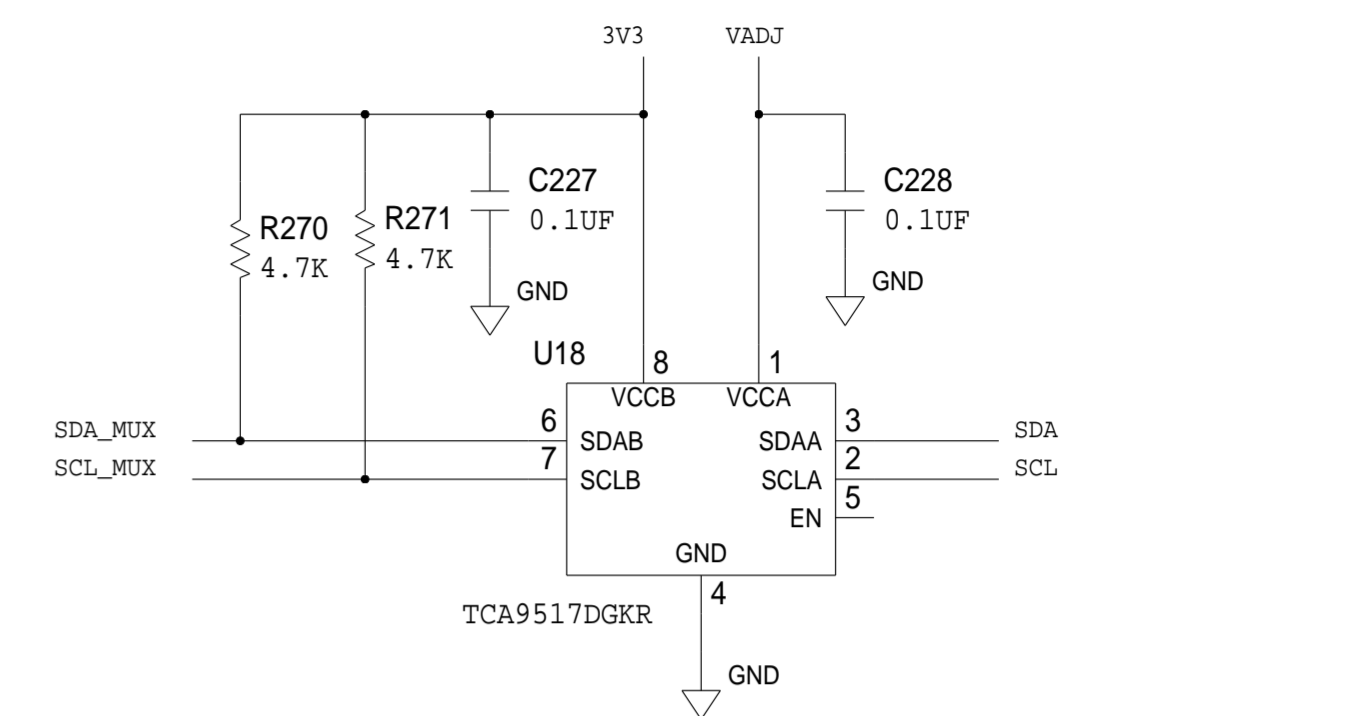 3V3
VADJ
C227
0.1UF
C228
0.1UF
R270
4.7K
R271
4.7K
GND
GND
U18
8
1
VCCB
VCCA
SDA_MUX
6
SDAB
SDAA
3
SDA
SCL_MUX
7
SCLB
SCLA
2
SCL
EN
5
GND
4
TCA9517DGKR
GND